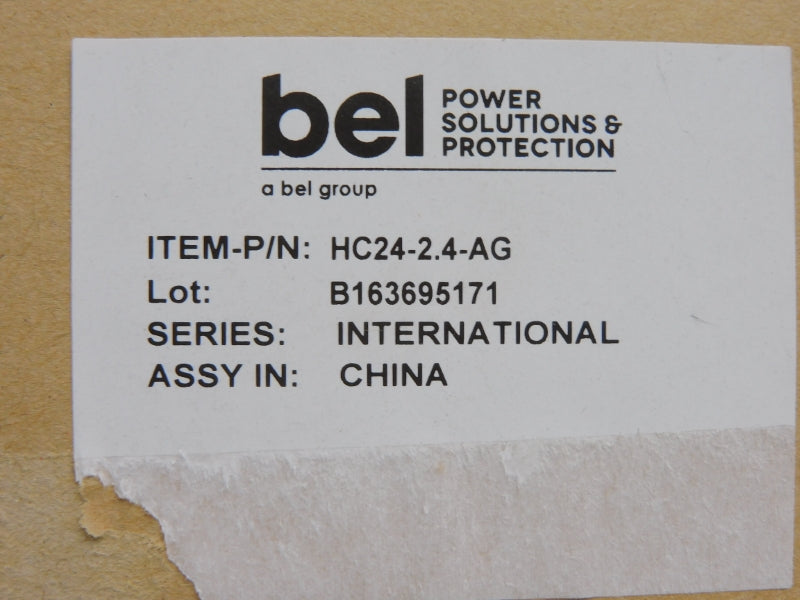 bel POWER
SOLUTIONS &
PROTECTION
a bel group
ITEM-P/N: HC24-2.4-AG
Lot: B163695171
SERIES: INTERNATIONAL
ASSY IN: CHINA